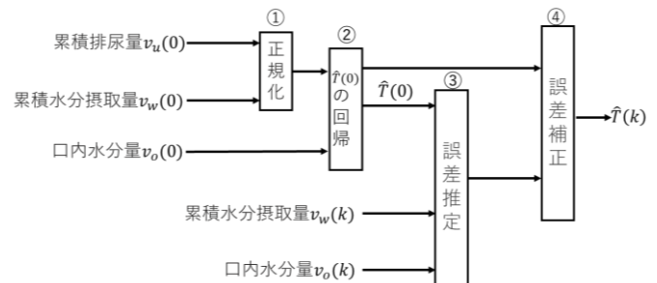 累積排尿量v_u(0)
累積水分摂取量v_w(0)
口内水分量v_o(0)
①
正規化
②
T̂(0)の回帰
T̂(0)
③
誤差推定
累積水分摂取量v_w(k)
口内水分量v_o(k)
④
誤差補正
T̂(k)